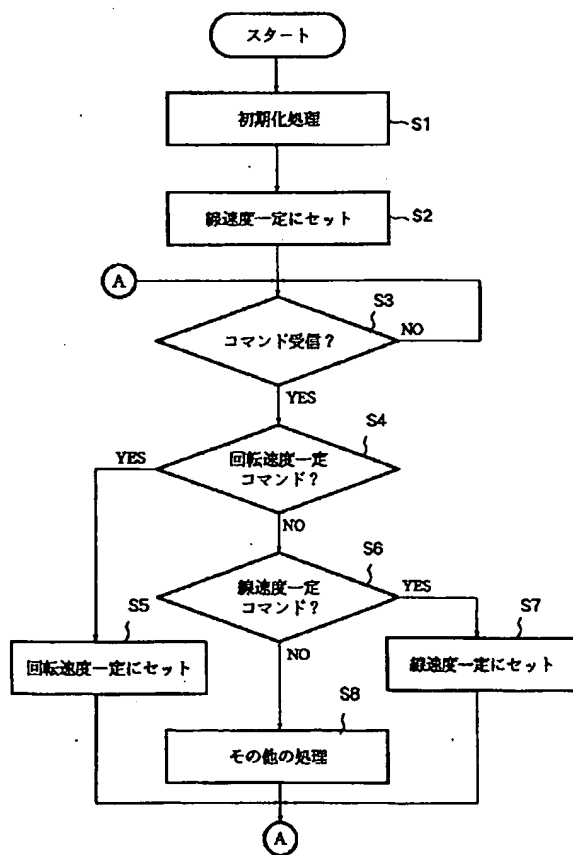 スタート
初期化処理
S1
線速度一定にセット
S2
A
S3
コマンド受信？
NO
YES
S4
YES
回転速度一定
コマンド？
NO
S6
線速度一定
コマンド？
YES
S5
S7
回転速度一定にセット
NO
線速度一定にセット
S8
その他の処理
A